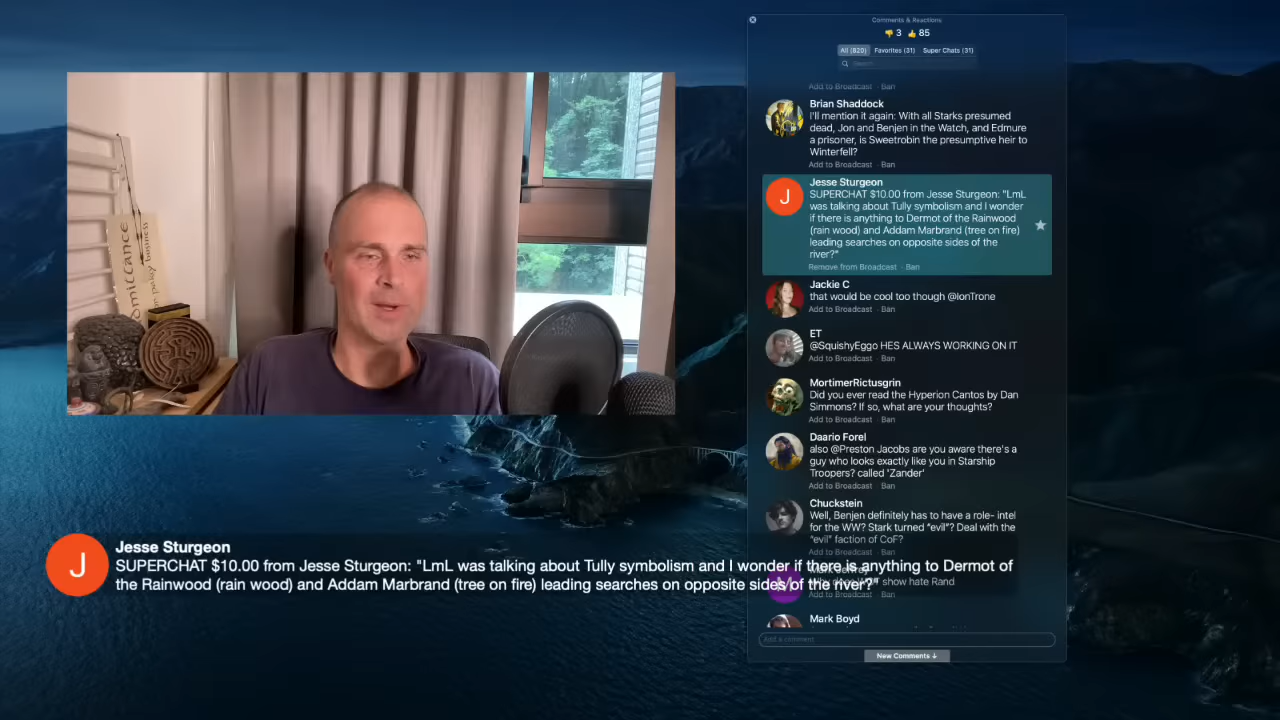 Comments & Reactions
3 85
All (820) Favorites (31) Super Chats (31)
Search
Add to Broadcast · Ban
Brian Shaddock
I'll mention it again: With all Starks presumed
dead, Jon and Benjen in the Watch, and Edmure
a prisoner, is Sweetrobin the presumptive heir to
Winterfell?
Add to Broadcast · Ban
J
Jesse Sturgeon
SUPERCHAT $10.00 from Jesse Sturgeon: "LmL
was talking about Tully symbolism and I wonder
if there is anything to Dermot of the Rainwood
(rain wood) and Addam Marbrand (tree on fire)
leading searches on opposite sides of the
river?"
Remove from Broadcast · Ban
Jackie C
that would be cool too though @IonTrone
Add to Broadcast · Ban
ET
@SquishyEggo HES ALWAYS WORKING ON IT
Add to Broadcast · Ban
MortimerRictusgrin
Did you ever read the Hyperion Cantos by Dan
Simmons? If so, what are your thoughts?
Add to Broadcast · Ban
Daario Forel
also @Preston Jacobs are you aware there's a
guy who looks exactly like you in Starship
Troopers? called 'Zander'
Add to Broadcast · Ban
Chuckstein
Well, Benjen definitely has to have a role- intel
for the WW? Stark turned "evil"? Deal with the
"evil" faction of CoF?
Add to Broadcast · Ban
show hate Rand
Add to Broadcast · Ban
Mark Boyd
Add a comment
New Comments ↓
J
Jesse Sturgeon
SUPERCHAT $10.00 from Jesse Sturgeon: "LmL was talking about Tully symbolism and I wonder if there is anything to Dermot of
the Rainwood (rain wood) and Addam Marbrand (tree on fire) leading searches on opposite sides of the river?"